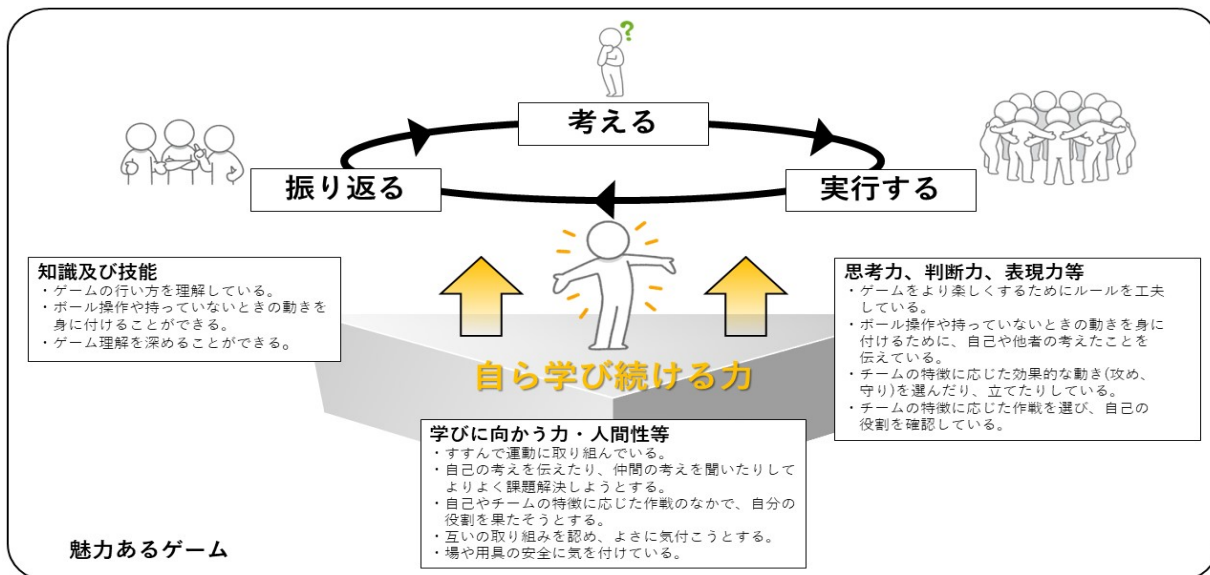 ?
考える
振り返る
実行する
知識及び技能
・ゲームの行い方を理解している。
・ボール操作や持っていないときの動きを
身に付けることができる。
・ゲーム理解を深めることができる。
思考力、判断力、表現力等
・ゲームをより楽しくするためにルールを工夫
している。
・ボール操作や持っていないときの動きを身に
付けるために、自己や他者の考えたことを
伝えている。
・チームの特徴に応じた効果的な動き(攻め、
守り)を選んだり、立てたりしている。
・チームの特徴に応じた作戦を選び、自己の
役割を確認している。
自ら学び続ける力
学びに向かう力・人間性等
・すすんで運動に取り組んでいる。
・自己の考えを伝えたり、仲間の考えを聞いたりして
よりよく課題解決しようとする。
・自己やチームの特徴に応じた作戦のなかで、自分の
役割を果たそうとする。
・互いの取り組みを認め、よさに気付こうとする。
・場や用具の安全に気を付けている。
魅力あるゲーム